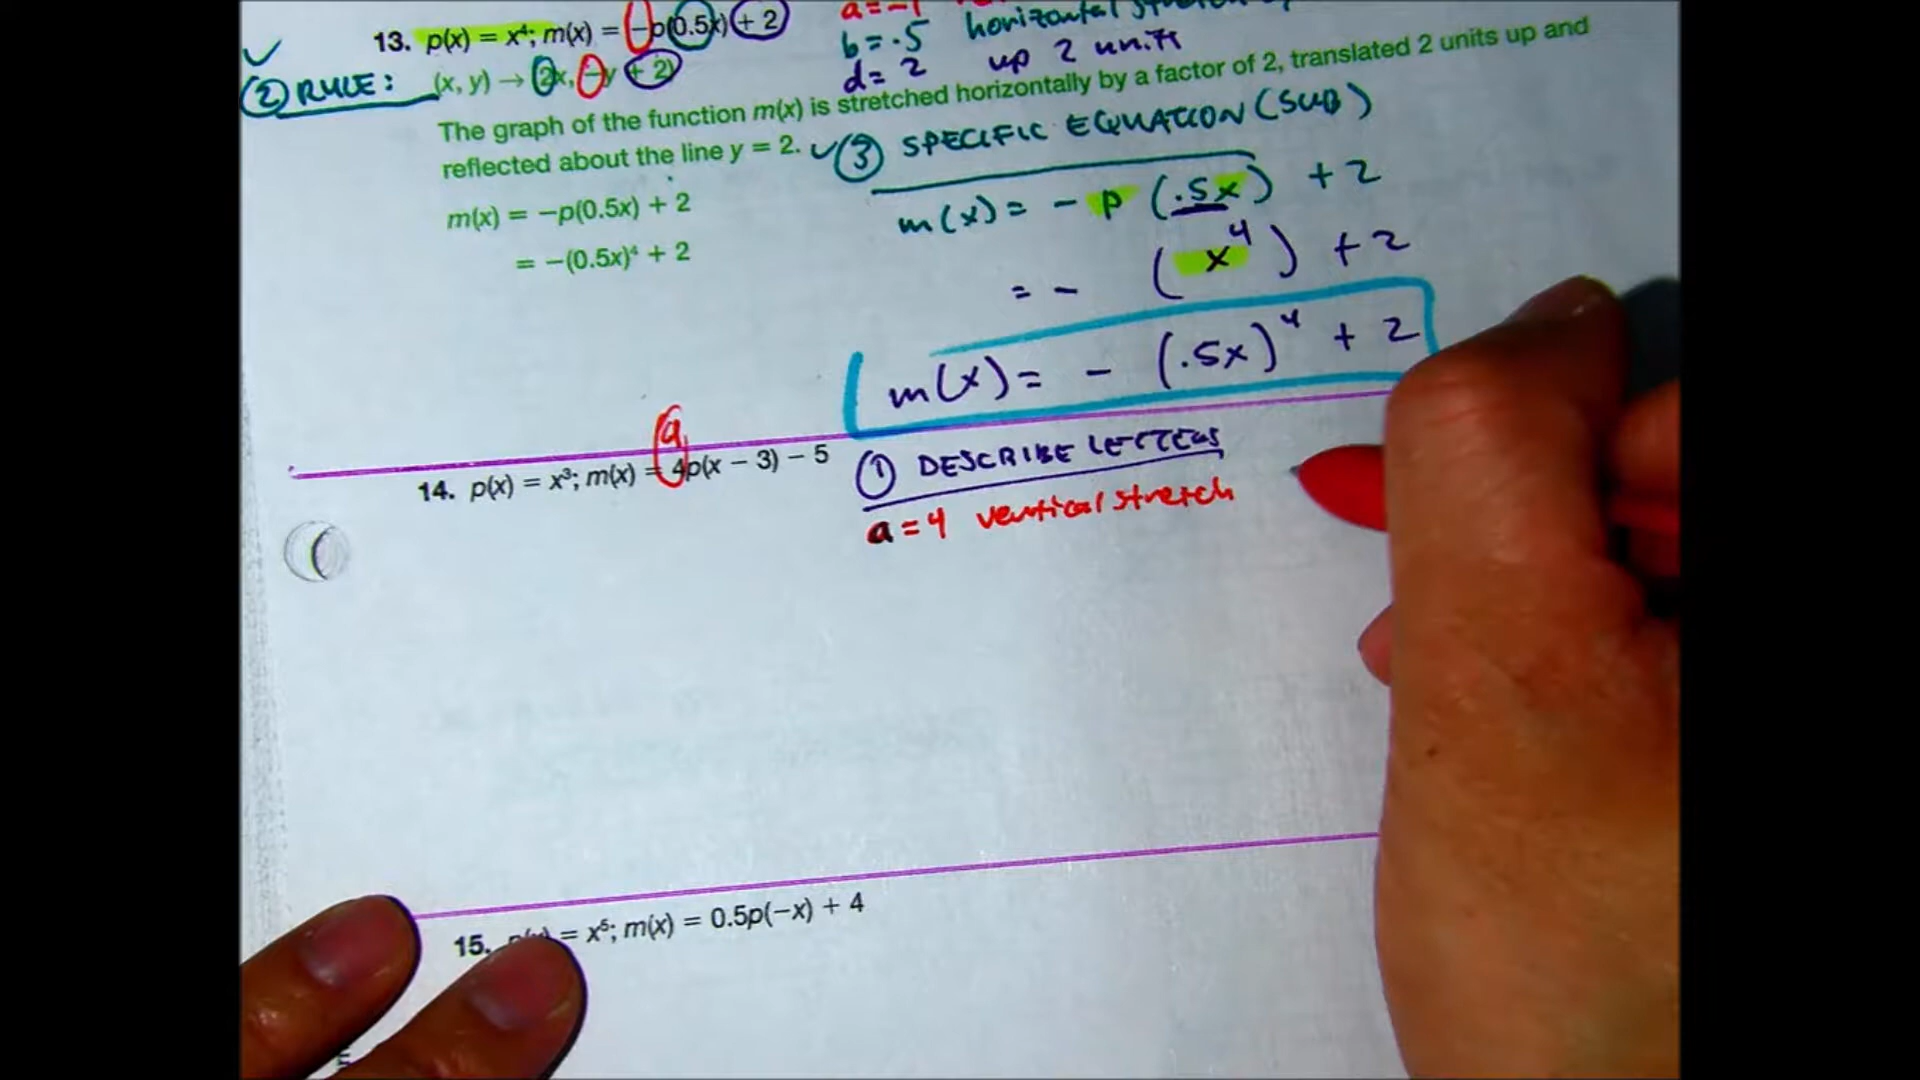 13. p(x) = x⁴; m(x) = −p(0.5x) + 2
a = -1
b = .5 horizontal stretch
d = 2 up 2 units
② RULE: (x, y) → (2x, −y + 2)
The graph of the function m(x) is stretched horizontally by a factor of 2, translated 2 units up and
reflected about the line y = 2.
③ SPECIFIC EQUATION (SUB)
m(x) = −p(0.5x) + 2
= −(0.5x)⁴ + 2
m(x) = - p (.5x) + 2
= - (x⁴) + 2
m(x) = - (.5x)⁴ + 2
a
14. p(x) = x³; m(x) = 4p(x − 3) − 5
① DESCRIBE LETTERS
a = 4 vertical stretch
15. = x⁵; m(x) = 0.5p(−x) + 4